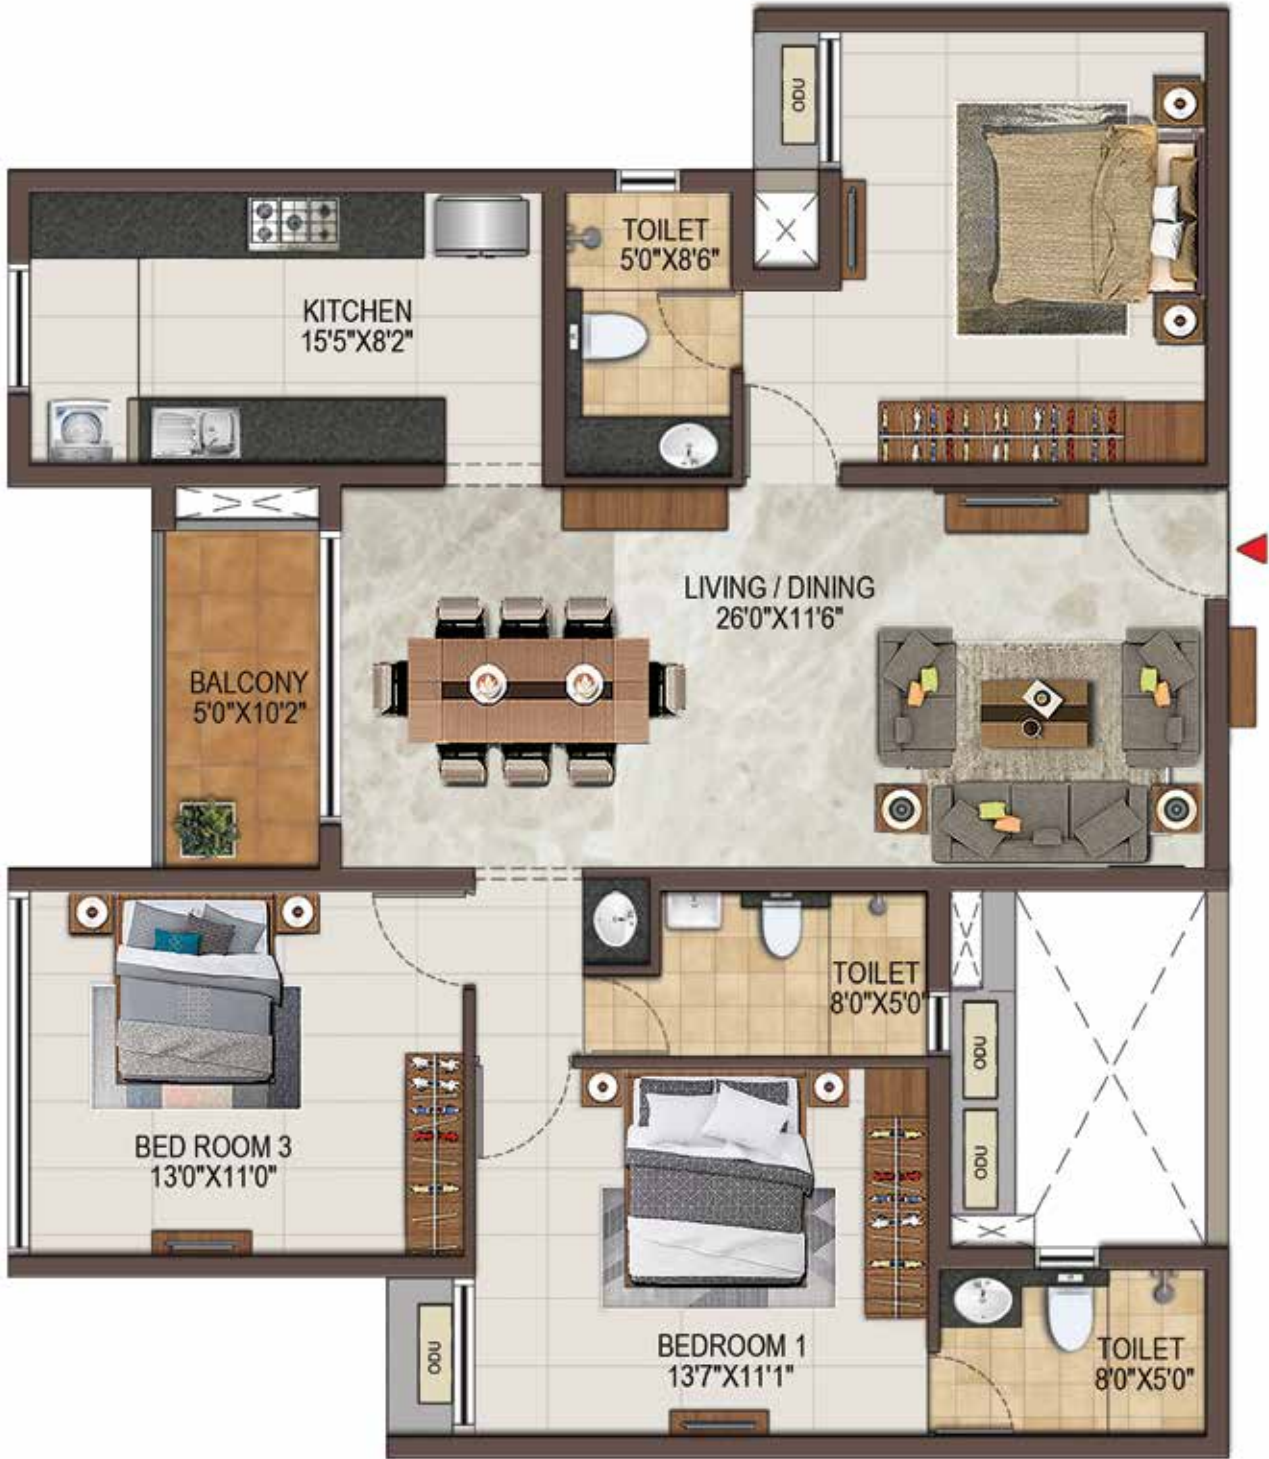 ODU
TOILET
5'0"X8'6"
KITCHEN
15'5"X8'2"
LIVING / DINING
26'0"X11'6"
BALCONY
5'0"X10'2"
TOILET
8'0"X5'0"
ODU
ODU
BED ROOM 3
13'0"X11'0"
BEDROOM 1
13'7"X11'1"
ODU
TOILET
8'0"X5'0"